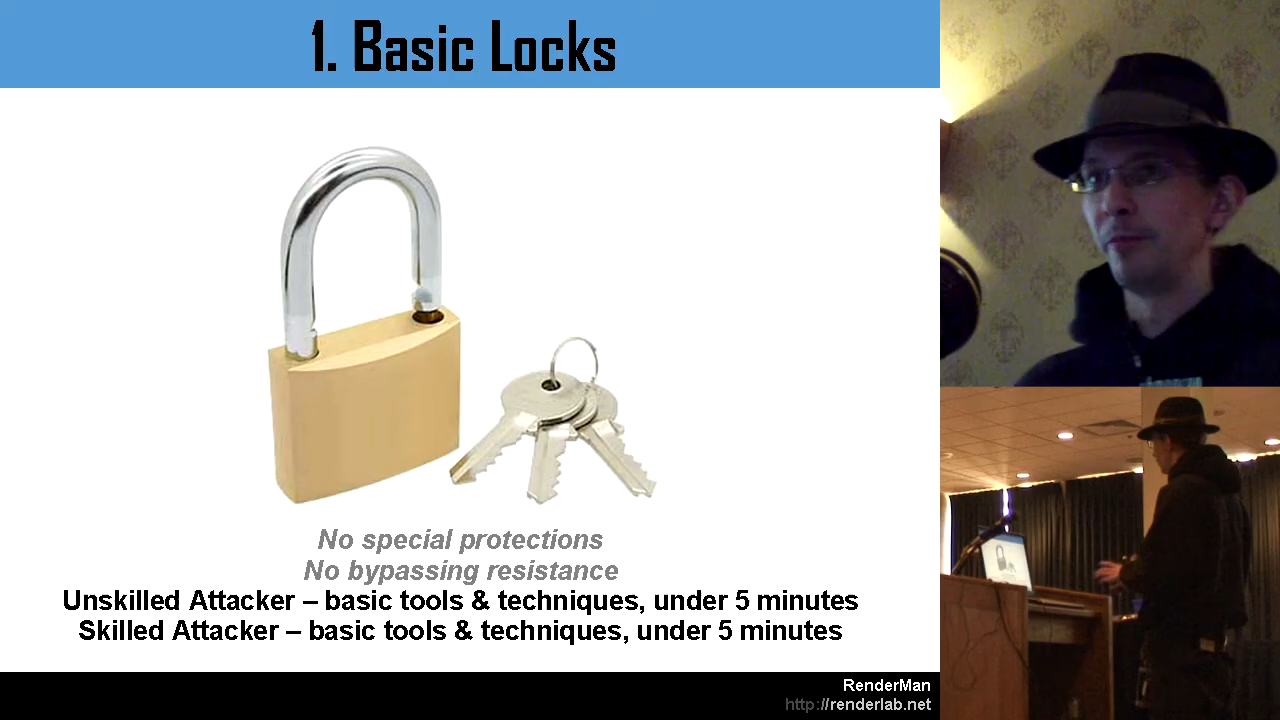 1. Basic Locks
No special protections
No bypassing resistance
Unskilled Attacker – basic tools & techniques, under 5 minutes
Skilled Attacker – basic tools & techniques, under 5 minutes
RenderMan
http://renderlab.net